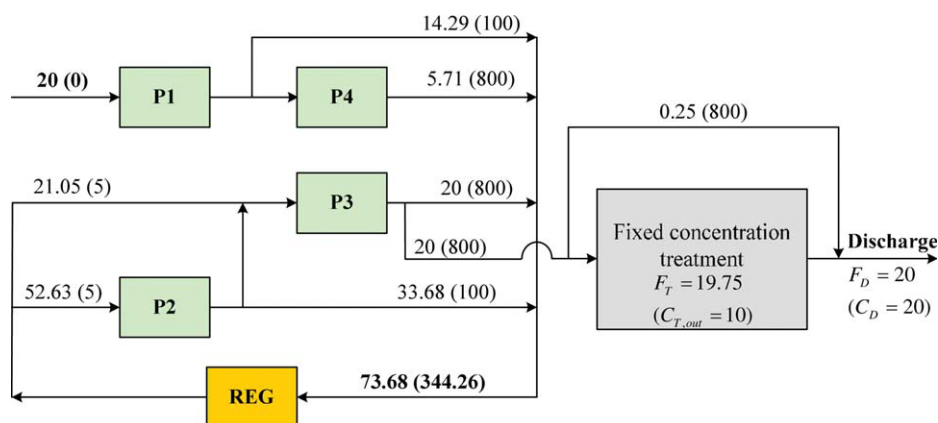 14.29 (100)
20 (0)
P1
P4
5.71 (800)
0.25 (800)
21.05 (5)
P3
20 (800)
20 (800)
Fixed concentration
treatment
F_T = 19.75
(C_{T,out} = 10)
Discharge
F_D = 20
(C_D = 20)
52.63 (5)
P2
33.68 (100)
REG
73.68 (344.26)